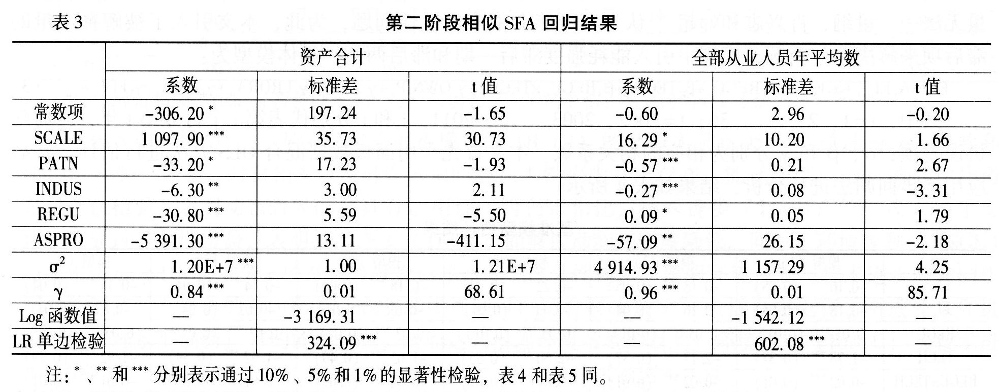 表3 第二阶段相似 SFA 回归结果
资产合计 全部从业人员年平均数
系数 标准差 t 值 系数 标准差 t 值
常数项 -306.20* 197.24 -1.65 -0.60 2.96 -0.20
SCALE 1 097.90*** 35.73 30.73 16.29* 10.20 1.66
PATN -33.20* 17.23 -1.93 -0.57*** 0.21 2.67
INDUS -6.30** 3.00 2.11 -0.27*** 0.08 -3.31
REGU -30.80*** 5.59 -5.50 0.09* 0.05 1.79
ASPRO -5 391.30*** 13.11 -411.15 -57.09** 26.15 -2.18
σ² 1.20E+7*** 1.00 1.21E+7 4 914.93*** 1 157.29 4.25
γ 0.84*** 0.01 68.61 0.96*** 0.01 85.71
Log 函数值 — -3 169.31 — — -1 542.12 —
LR 单边检验 — 324.09*** — — 602.08*** —
注：*、**和***分别表示通过10%、5%和1%的显著性检验，表4和表5同。